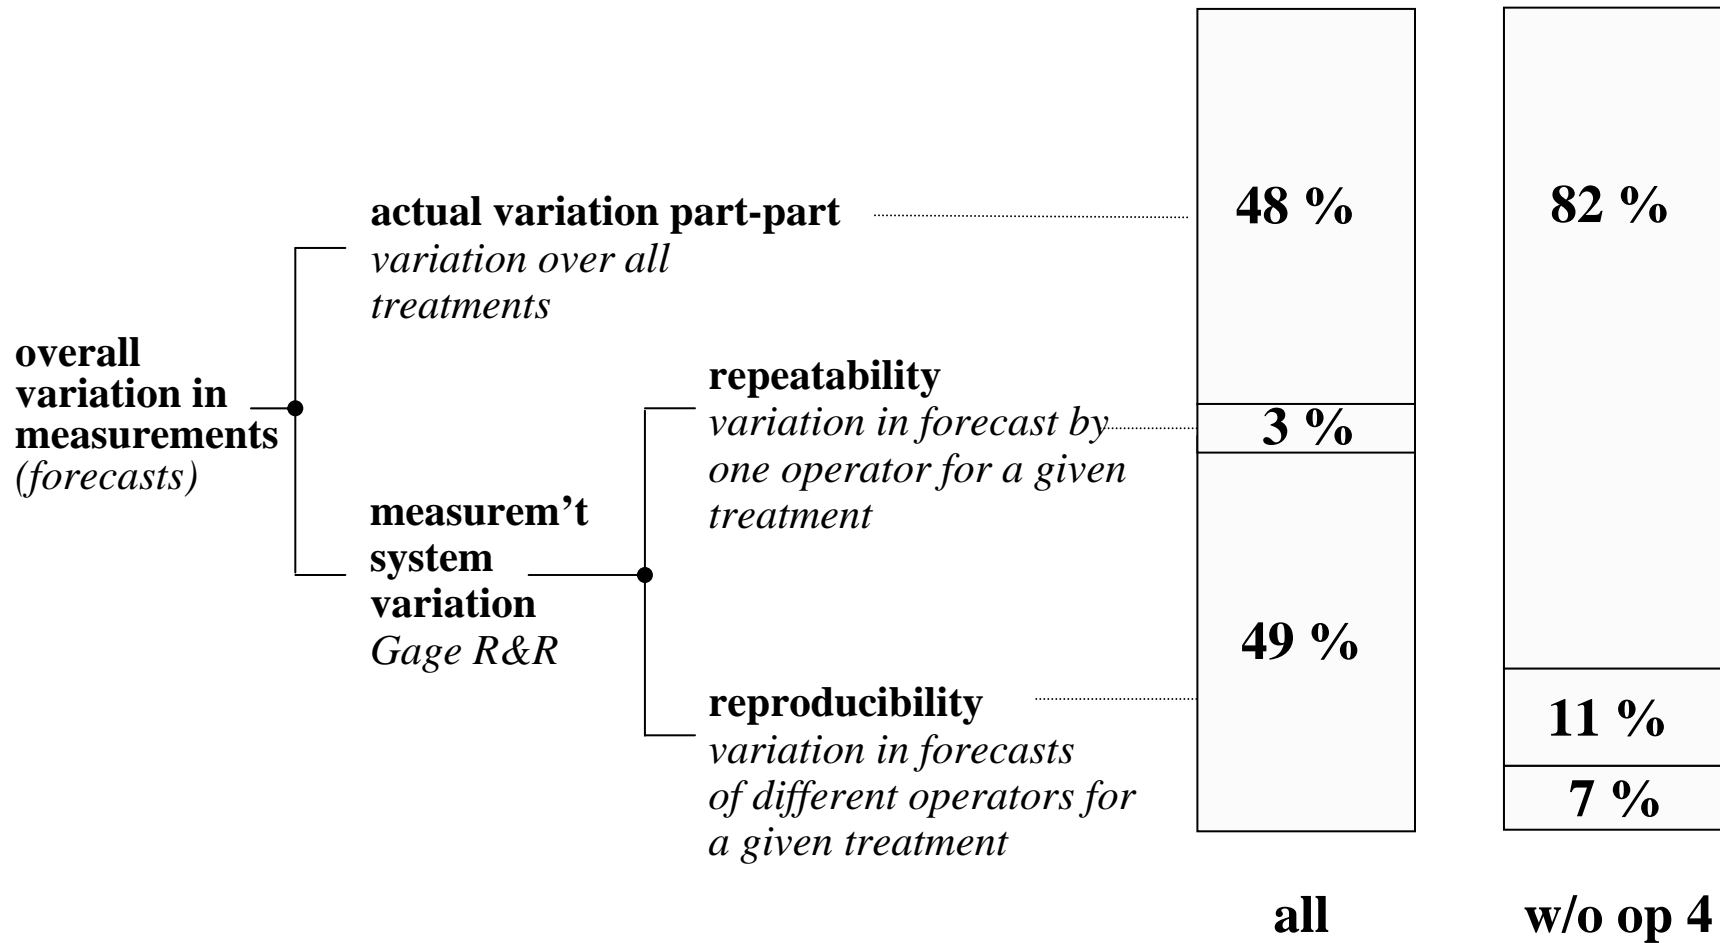 overall
variation in
measurements
(forecasts)
actual variation part-part
variation over all
treatments
measurem't
system
variation
Gage R&R
repeatability
variation in forecast by
one operator for a given
treatment
reproducibility
variation in forecasts
of different operators for
a given treatment
48 %
3 %
49 %
all
82 %
11 %
7 %
w/o op 4